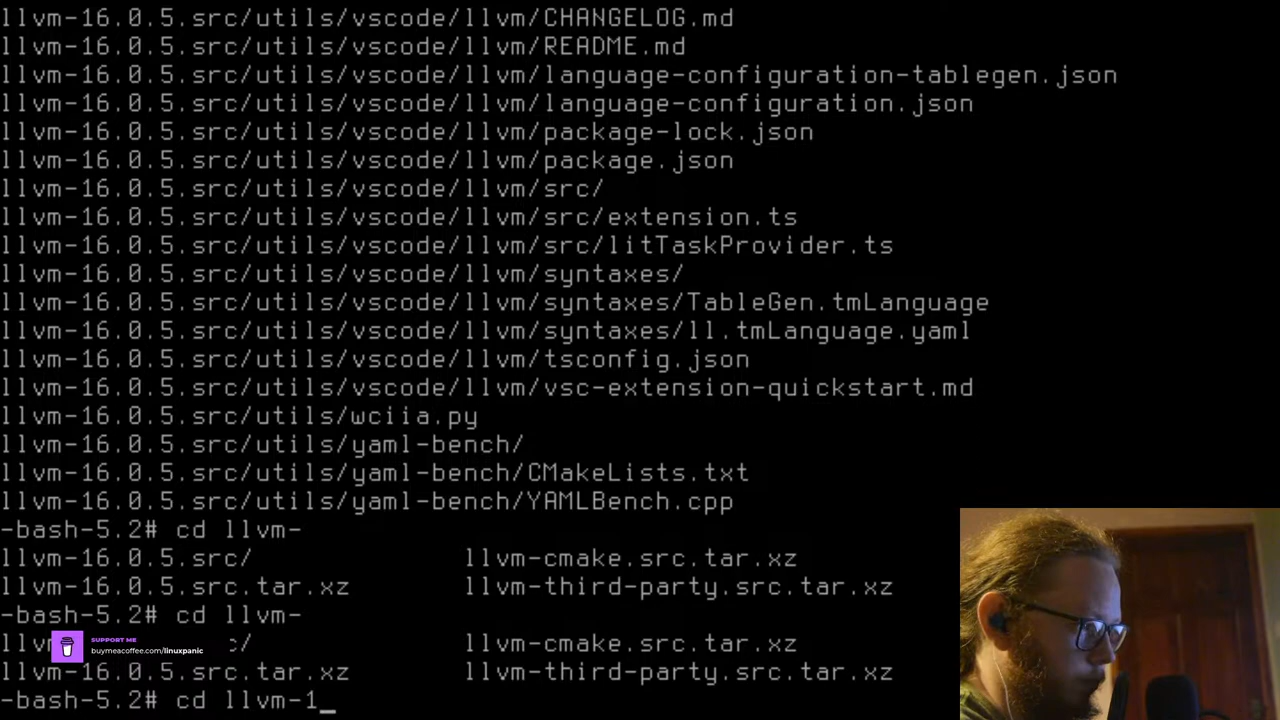 llvm-16.0.5.src/utils/vscode/llvm/CHANGELOG.md
llvm-16.0.5.src/utils/vscode/llvm/README.md
llvm-16.0.5.src/utils/vscode/llvm/language-configuration-tablegen.json
llvm-16.0.5.src/utils/vscode/llvm/language-configuration.json
llvm-16.0.5.src/utils/vscode/llvm/package-lock.json
llvm-16.0.5.src/utils/vscode/llvm/package.json
llvm-16.0.5.src/utils/vscode/llvm/src/
llvm-16.0.5.src/utils/vscode/llvm/src/extension.ts
llvm-16.0.5.src/utils/vscode/llvm/src/litTaskProvider.ts
llvm-16.0.5.src/utils/vscode/llvm/syntaxes/
llvm-16.0.5.src/utils/vscode/llvm/syntaxes/TableGen.tmLanguage
llvm-16.0.5.src/utils/vscode/llvm/syntaxes/ll.tmLanguage.yaml
llvm-16.0.5.src/utils/vscode/llvm/tsconfig.json
llvm-16.0.5.src/utils/vscode/llvm/vsc-extension-quickstart.md
llvm-16.0.5.src/utils/wciia.py
llvm-16.0.5.src/utils/yaml-bench/
llvm-16.0.5.src/utils/yaml-bench/CMakeLists.txt
llvm-16.0.5.src/utils/yaml-bench/YAMLBench.cpp
-bash-5.2# cd llvm-
llvm-16.0.5.src/ llvm-cmake.src.tar.xz
llvm-16.0.5.src.tar.xz llvm-third-party.src.tar.xz
-bash-5.2# cd llvm-
SUPPORT ME
buymeacoffee.com/linuxpanic
llvm-cmake.src.tar.xz
llvm-16.0.5.src.tar.xz llvm-third-party.src.tar.xz
-bash-5.2# cd llvm-1_